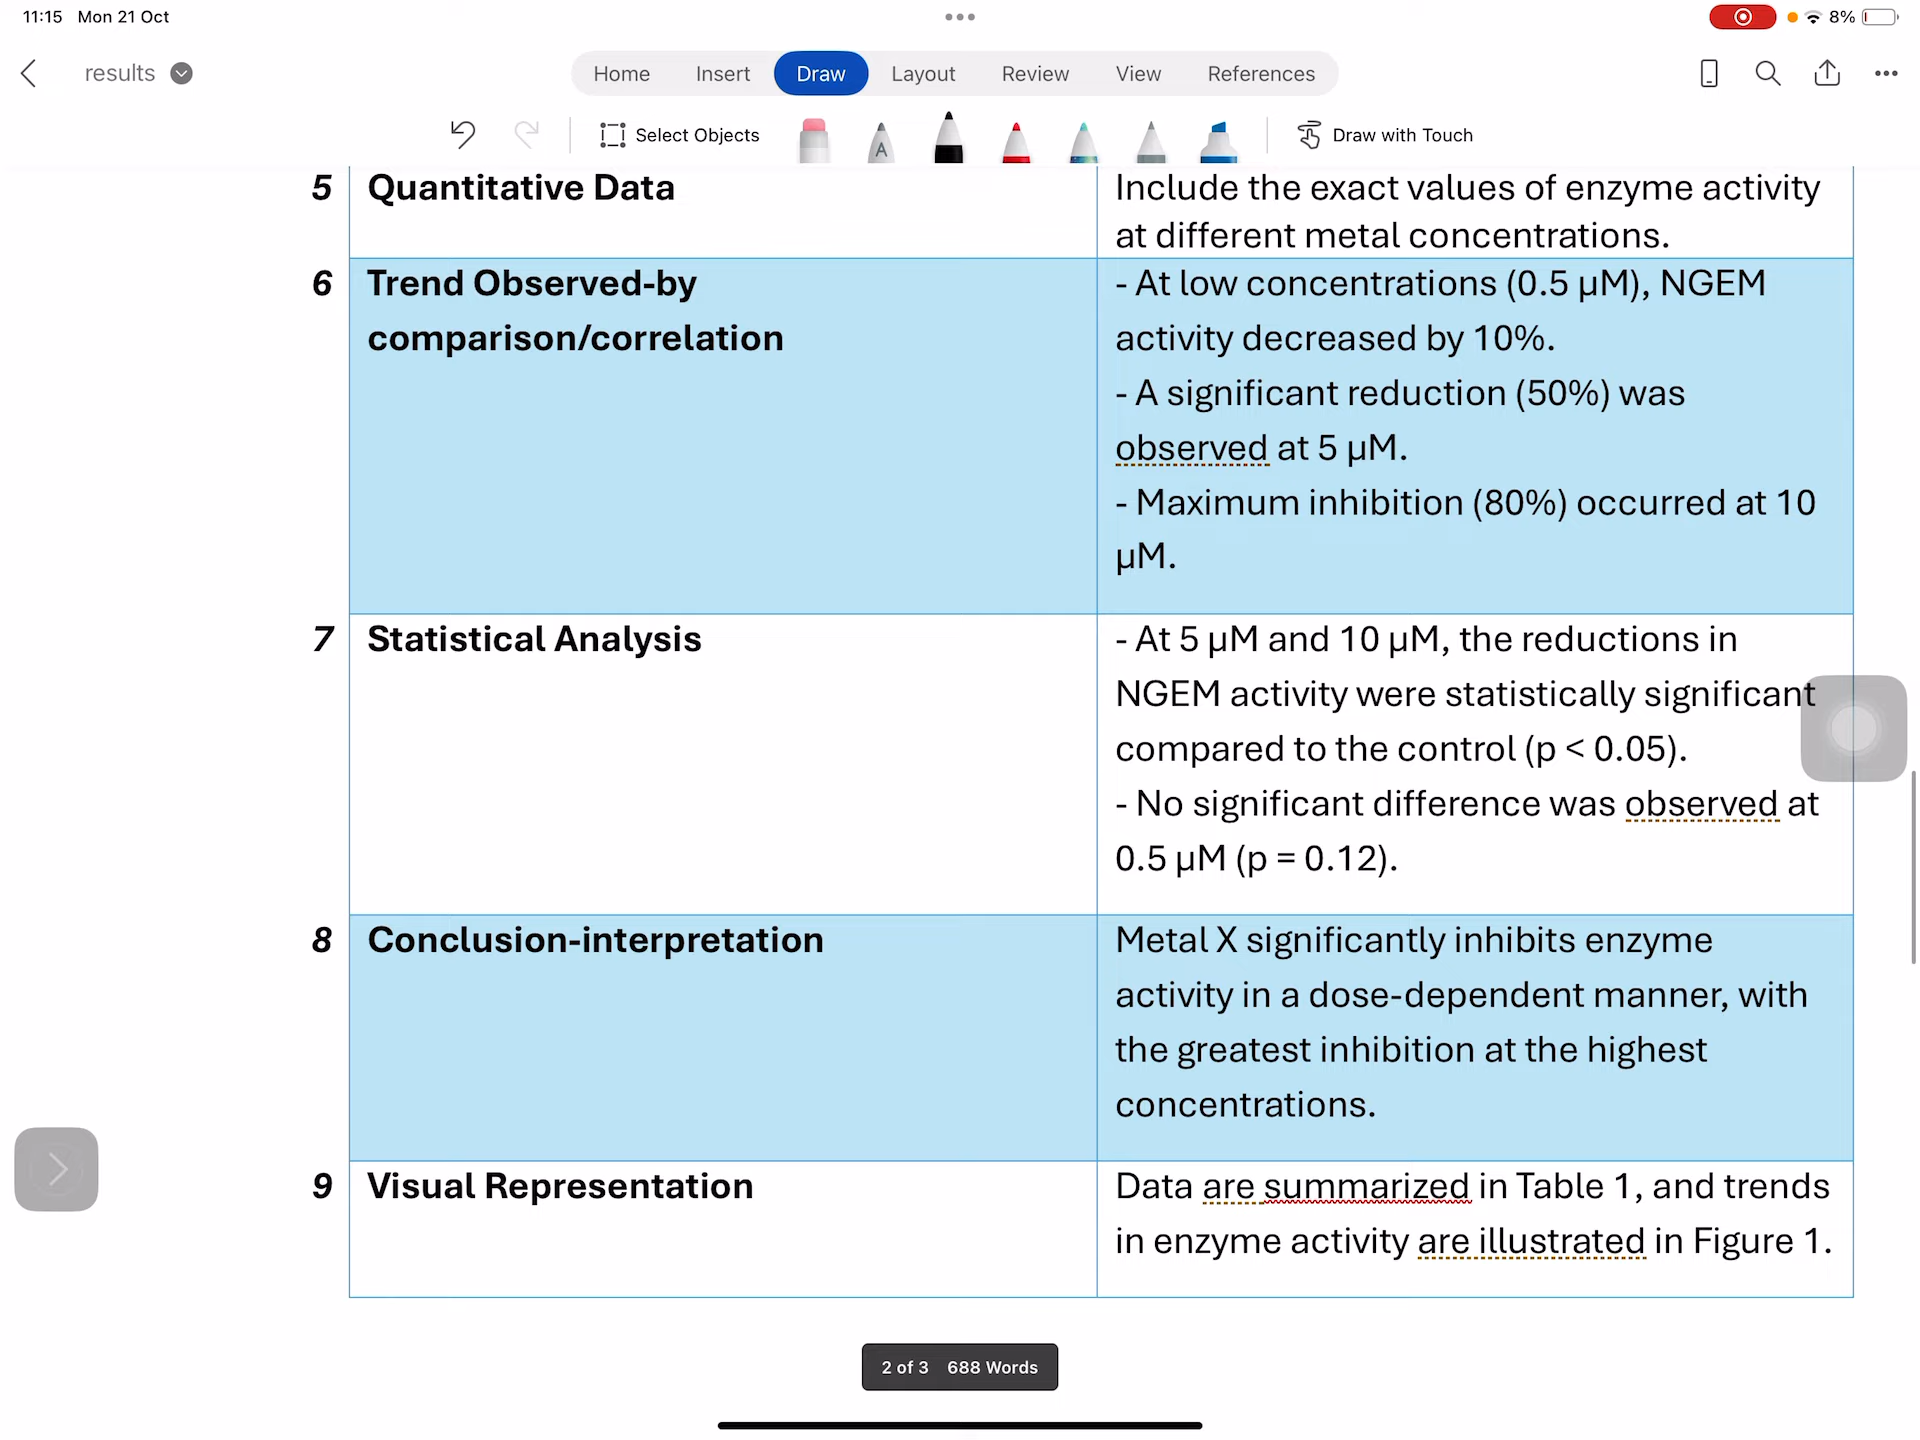 11:15 Mon 21 Oct
8%
results
Home Insert Draw Layout Review View References
Select Objects
A
Draw with Touch
5 Quantitative Data
Include the exact values of enzyme activity
at different metal concentrations.
6 Trend Observed-by
comparison/correlation
- At low concentrations (0.5 µM), NGEM
activity decreased by 10%.
- A significant reduction (50%) was
observed at 5 µM.
- Maximum inhibition (80%) occurred at 10
µM.
7 Statistical Analysis
- At 5 µM and 10 µM, the reductions in
NGEM activity were statistically significant
compared to the control (p < 0.05).
- No significant difference was observed at
0.5 µM (p = 0.12).
8 Conclusion-interpretation
Metal X significantly inhibits enzyme
activity in a dose-dependent manner, with
the greatest inhibition at the highest
concentrations.
9 Visual Representation
Data are summarized in Table 1, and trends
in enzyme activity are illustrated in Figure 1.
2 of 3 688 Words